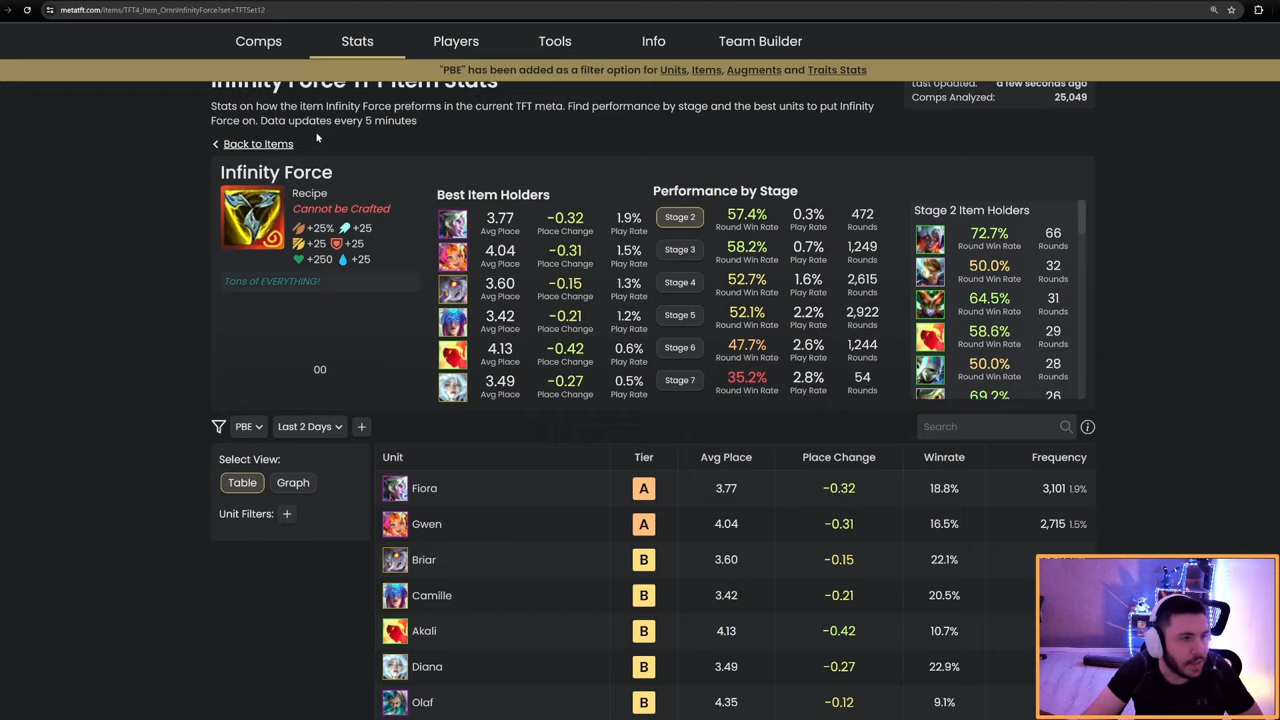 metatft.com/items/TFT4_Item_OrnnInfinityForce?set=TFTSet12
Comps Stats Players Tools Info Team Builder
"PBE" has been added as a filter option for Units, Items, Augments and Traits Stats
Infinity Force TFT Item Stats
Last Updated: a few seconds ago
Comps Analyzed: 25,049
Stats on how the item Infinity Force preforms in the current TFT meta. Find performance by stage and the best units to put Infinity
Force on. Data updates every 5 minutes
Back to Items
Infinity Force
Recipe
Cannot be Crafted
+25% +25
+25 +25
+250 +25
Tons of EVERYTHING!
00
Best Item Holders
3.77 -0.32 1.9%
Avg Place Place Change Play Rate
4.04 -0.31 1.5%
Avg Place Place Change Play Rate
3.60 -0.15 1.3%
Avg Place Place Change Play Rate
3.42 -0.21 1.2%
Avg Place Place Change Play Rate
4.13 -0.42 0.6%
Avg Place Place Change Play Rate
3.49 -0.27 0.5%
Avg Place Place Change Play Rate
Performance by Stage
Stage 2 57.4% 0.3% 472
Round Win Rate Play Rate Rounds
Stage 3 58.2% 0.7% 1,249
Round Win Rate Play Rate Rounds
Stage 4 52.7% 1.6% 2,615
Round Win Rate Play Rate Rounds
Stage 5 52.1% 2.2% 2,922
Round Win Rate Play Rate Rounds
Stage 6 47.7% 2.6% 1,244
Round Win Rate Play Rate Rounds
Stage 7 35.2% 2.8% 54
Round Win Rate Play Rate Rounds
Stage 2 Item Holders
72.7% 66
Round Win Rate Rounds
50.0% 32
Round Win Rate Rounds
64.5% 31
Round Win Rate Rounds
58.6% 29
Round Win Rate Rounds
50.0% 28
Round Win Rate Rounds
69.2% 26
PBE Last 2 Days +
Search
Select View:
Table Graph
Unit Filters: +
Unit Tier Avg Place Place Change Winrate Frequency
Fiora A 3.77 -0.32 18.8% 3,101 1.9%
Gwen A 4.04 -0.31 16.5% 2,715 1.5%
Briar B 3.60 -0.15 22.1%
Camille B 3.42 -0.21 20.5%
Akali B 4.13 -0.42 10.7%
Diana B 3.49 -0.27 22.9%
Olaf B 4.35 -0.12 9.1%